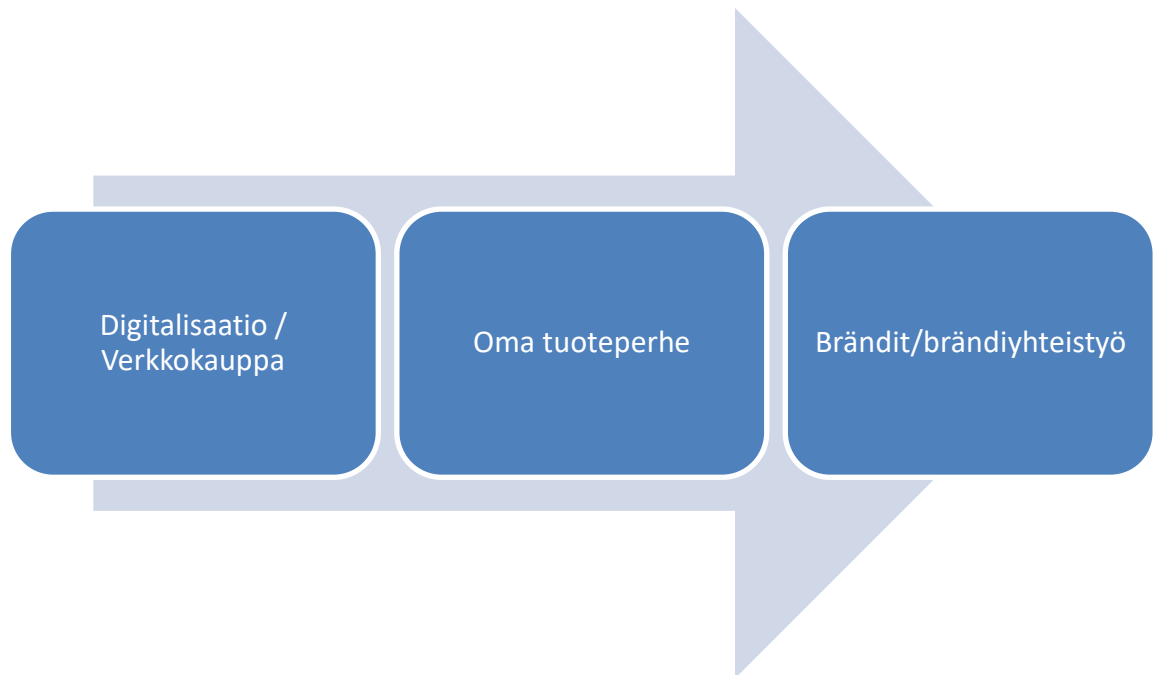 Digitalisaatio /
Verkkokauppa
Oma tuoteperhe
Brändit/brändiyhteistyö